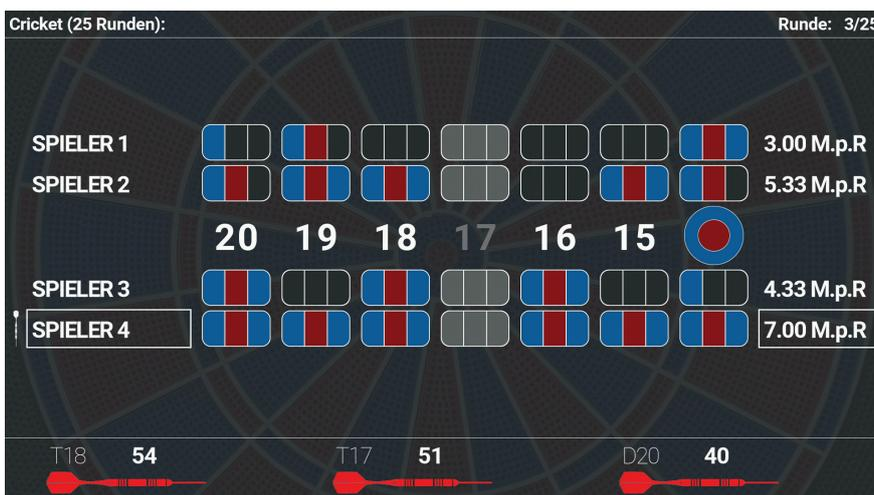 Cricket (25 Runden): Runde: 3/25
SPIELER 1 3.00 M.p.R
SPIELER 2 5.33 M.p.R
20 19 18 17 16 15
SPIELER 3 4.33 M.p.R
SPIELER 4 7.00 M.p.R
T18 54 T17 51 D20 40